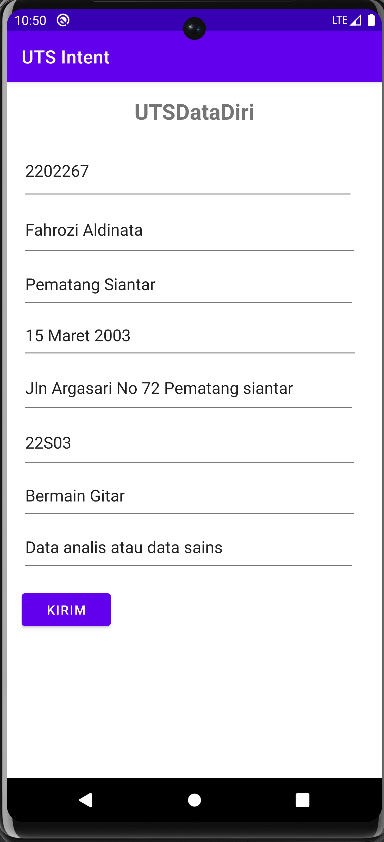 10:50
LTE
UTS Intent
UTSDataDiri
2202267
Fahrozi Aldinata
Pematang Siantar
15 Maret 2003
Jln Argasari No 72 Pematang siantar
22S03
Bermain Gitar
Data analis atau data sains
KIRIM